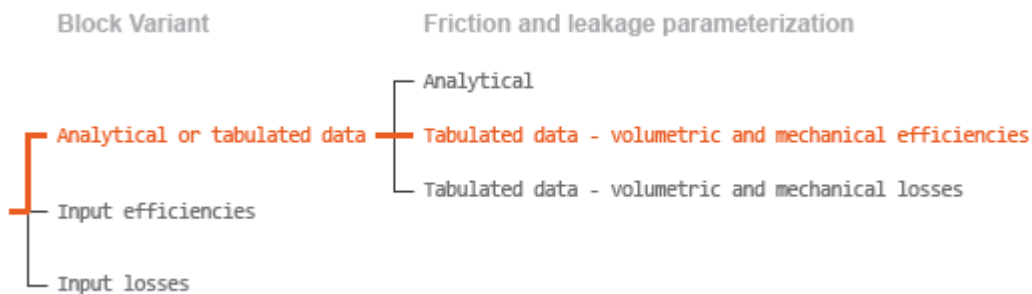 Block Variant
Friction and leakage parameterization
Analytical
Analytical or tabulated data
Tabulated data - volumetric and mechanical efficiencies
Tabulated data - volumetric and mechanical losses
Input efficiencies
Input losses